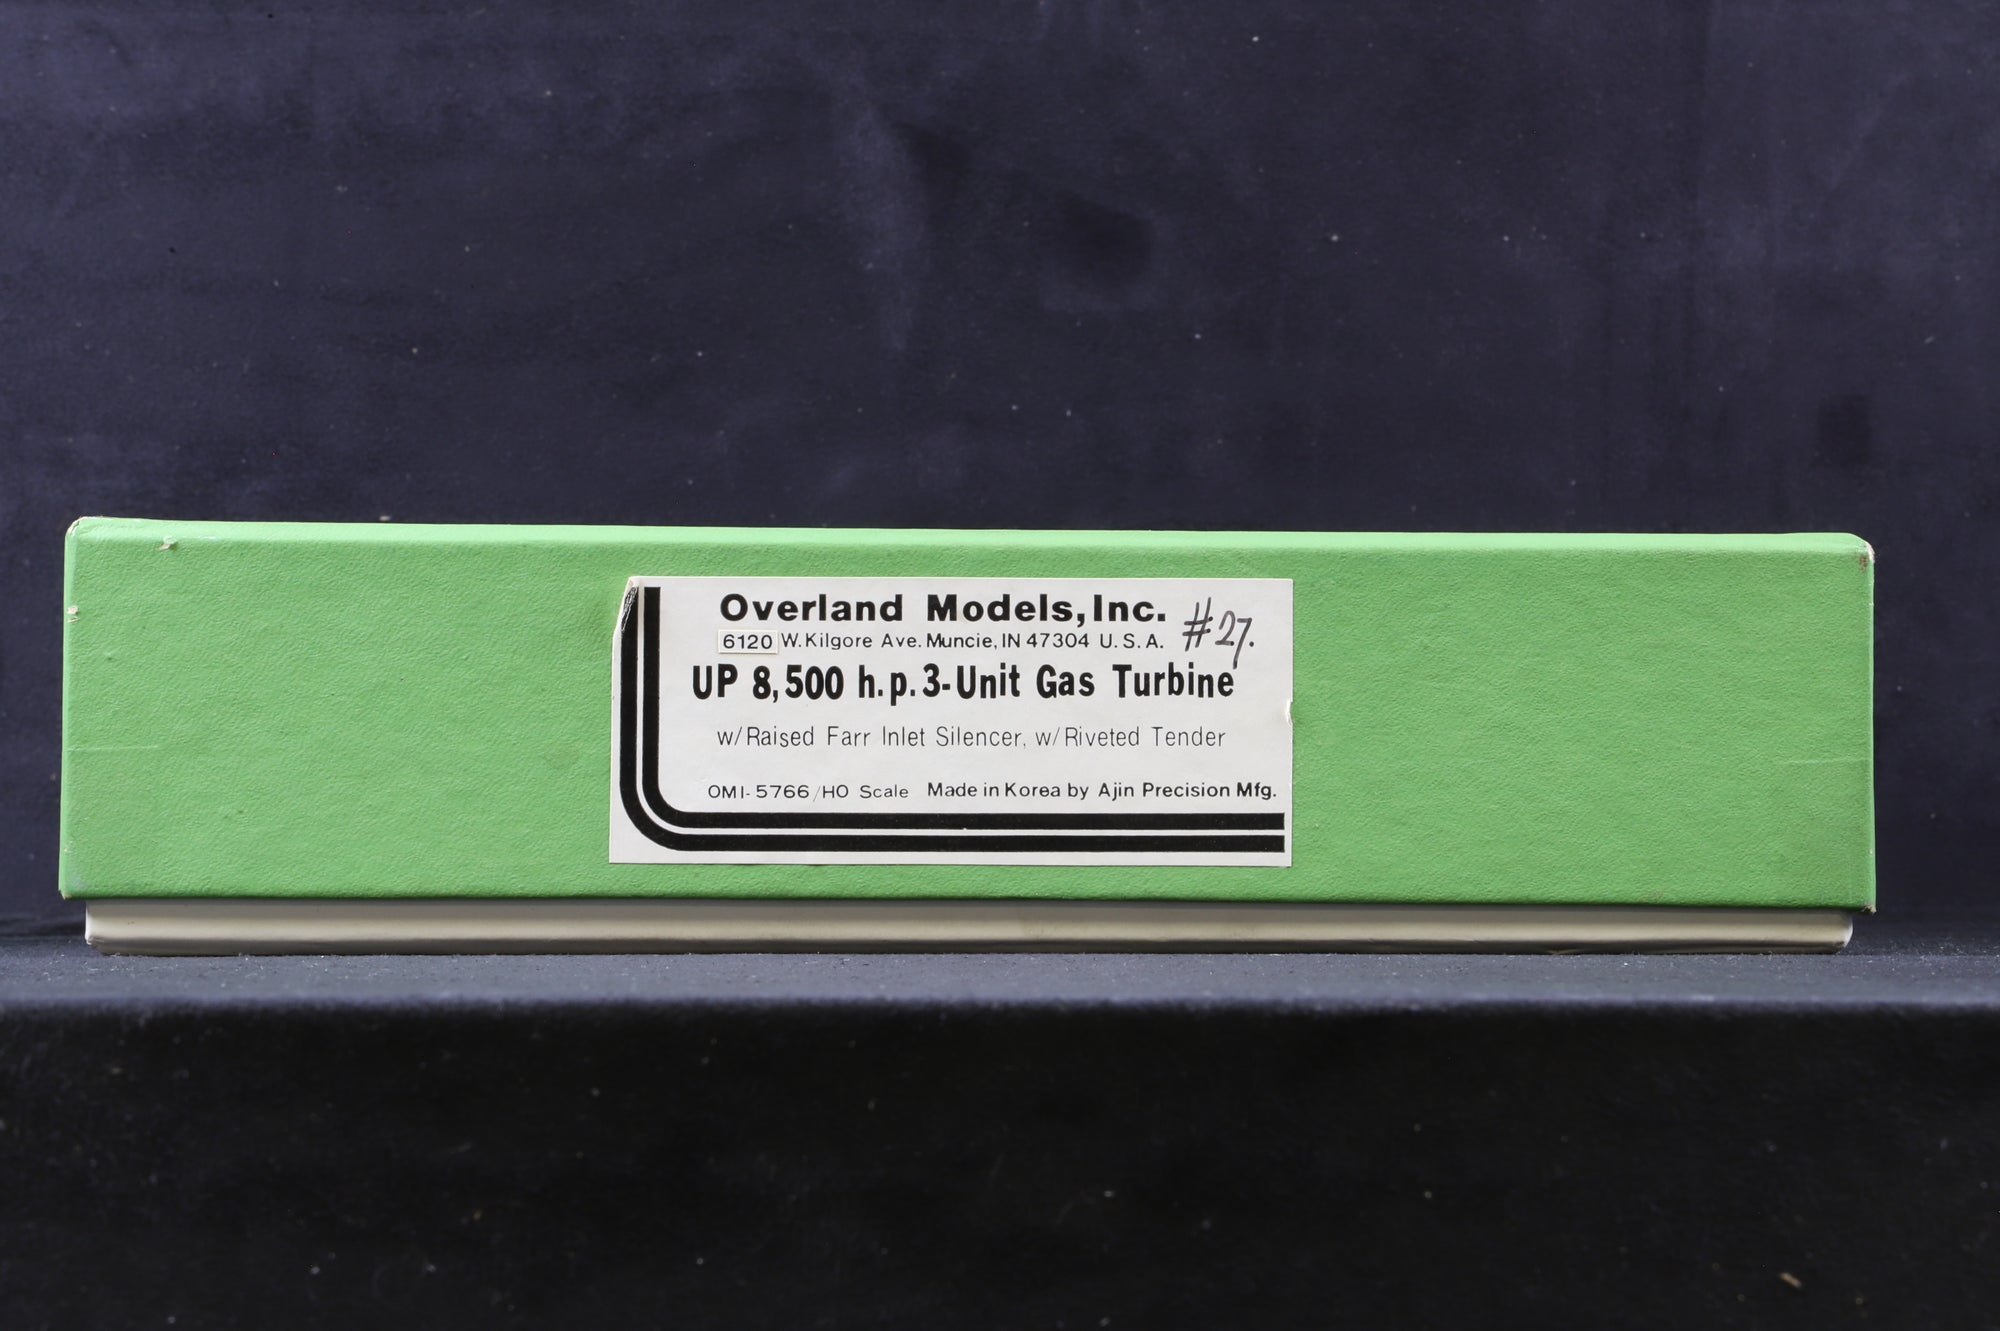 Overland Models, Inc.
#27.
6120 W. Kilgore Ave. Muncie, IN 47304 U.S.A.
UP 8,500 h.p. 3-Unit Gas Turbine
w/Raised Farr Inlet Silencer, w/Riveted Tender
OMI-5766/HO Scale Made in Korea by Ajin Precision Mfg.